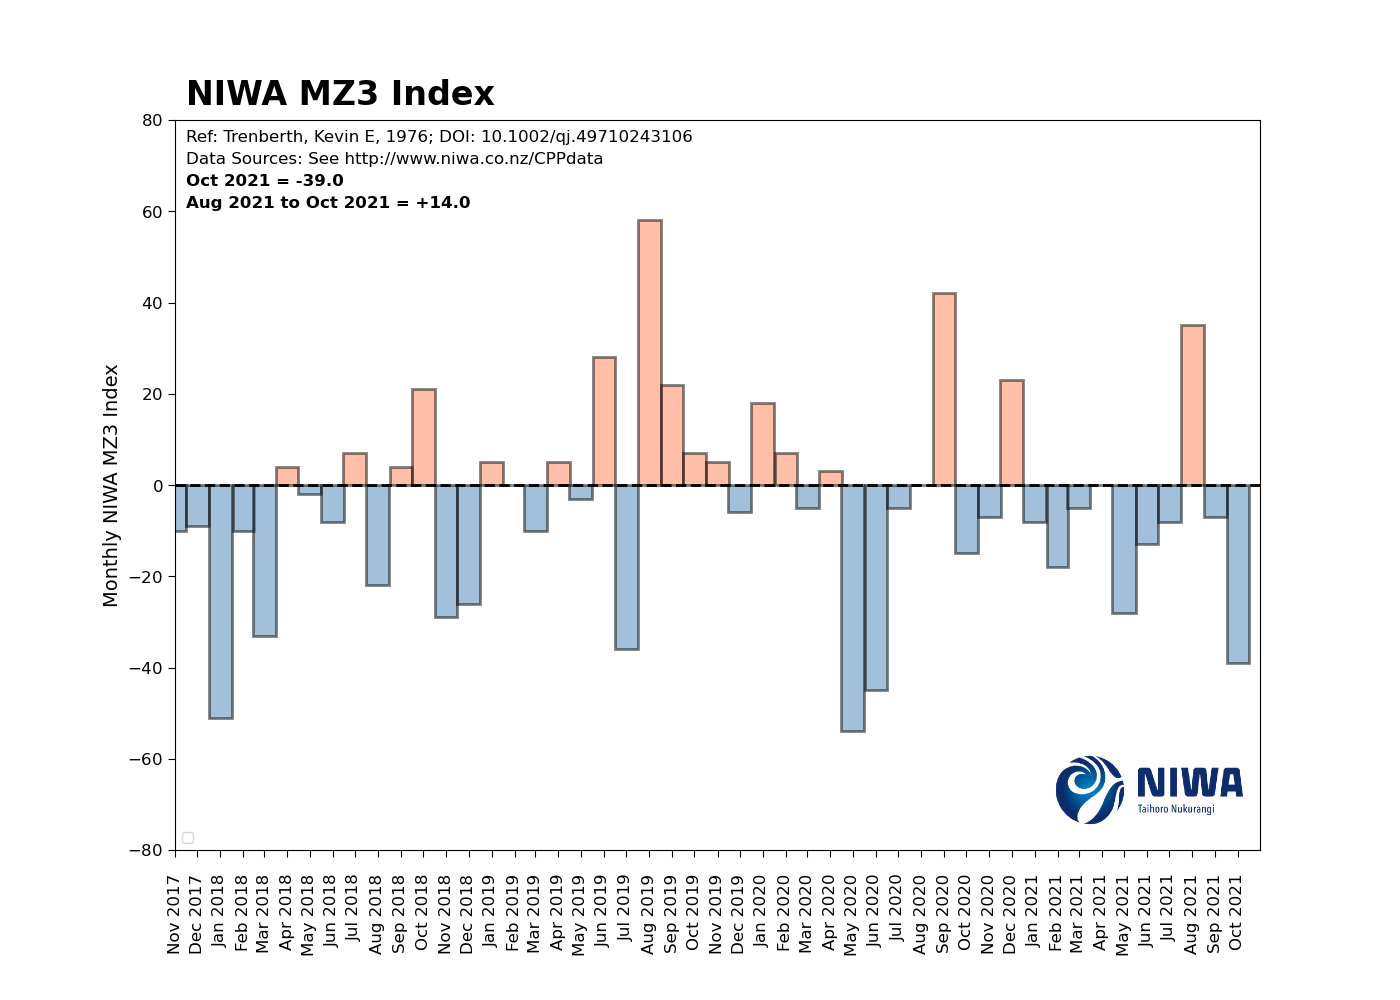 NIWA MZ3 Index
Ref: Trenberth, Kevin E, 1976; DOI: 10.1002/qj.49710243106
Data Sources: See http://www.niwa.co.nz/CPPdata
Oct 2021 = -39.0
Aug 2021 to Oct 2021 = +14.0
Monthly NIWA MZ3 Index
80
60
40
20
0
−20
−40
−60
−80
NIWA
Taihoro Nukurangi
Nov 2017
Dec 2017
Jan 2018
Feb 2018
Mar 2018
Apr 2018
May 2018
Jun 2018
Jul 2018
Aug 2018
Sep 2018
Oct 2018
Nov 2018
Dec 2018
Jan 2019
Feb 2019
Mar 2019
Apr 2019
May 2019
Jun 2019
Jul 2019
Aug 2019
Sep 2019
Oct 2019
Nov 2019
Dec 2019
Jan 2020
Feb 2020
Mar 2020
Apr 2020
May 2020
Jun 2020
Jul 2020
Aug 2020
Sep 2020
Oct 2020
Nov 2020
Dec 2020
Jan 2021
Feb 2021
Mar 2021
Apr 2021
May 2021
Jun 2021
Jul 2021
Aug 2021
Sep 2021
Oct 2021